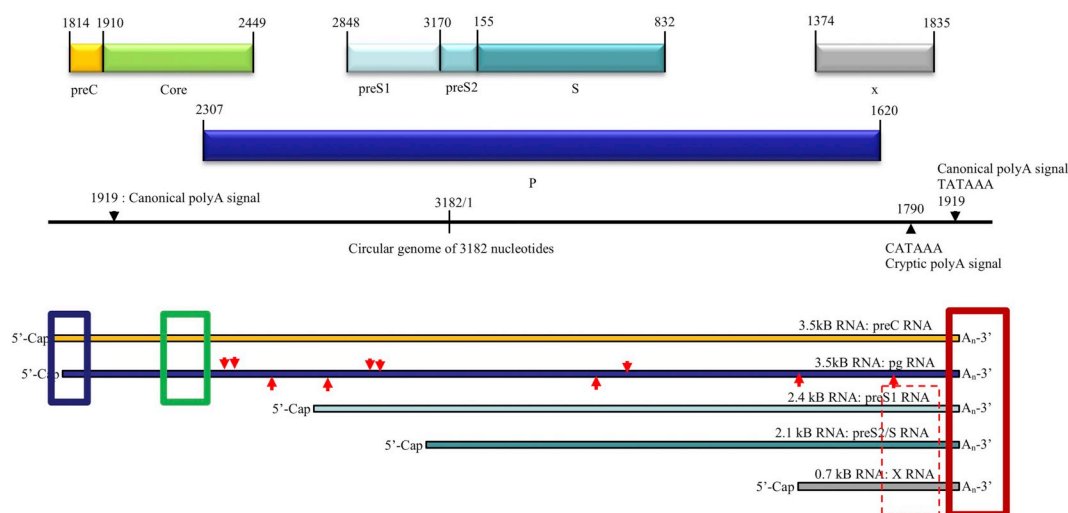 1814 1910 2449 2848 3170 155 832 1374 1835
preC Core preS1 preS2 S x
2307 1620
P
Canonical polyA signal
TATAAA
1919
1919 : Canonical polyA signal
3182/1
1790
Circular genome of 3182 nucleotides
CATAAA
Cryptic polyA signal
3.5kB RNA: preC RNA
5’-Cap An-3’
3.5kB RNA: pg RNA
5’-Cap An-3’
2.4 kB RNA: preS1 RNA
5’-Cap An-3’
2.1 kB RNA: preS2/S RNA
5’-Cap An-3’
0.7 kB RNA: X RNA
5’-Cap An-3’